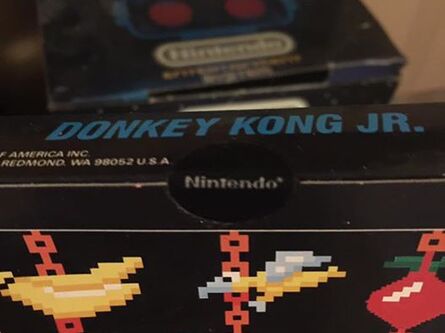 Nintendo
DONKEY KONG JR.
F AMERICA INC.
REDMOND, WA 98052 U.S.A.
Nintendo®